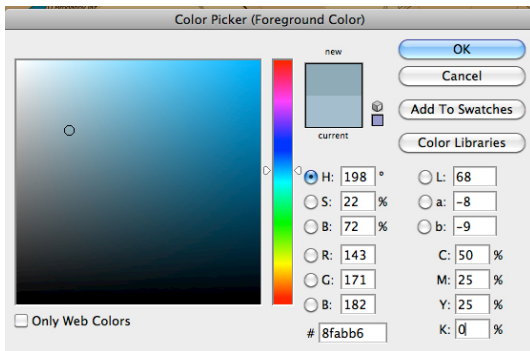 Color Picker (Foreground Color)
new
current
OK
Cancel
Add To Swatches
Color Libraries
H: 198 °
S: 22 %
B: 72 %
R: 143
G: 171
B: 182
# 8fabb6
L: 68
a: -8
b: -9
C: 50 %
M: 25 %
Y: 25 %
K: 0 %
Only Web Colors